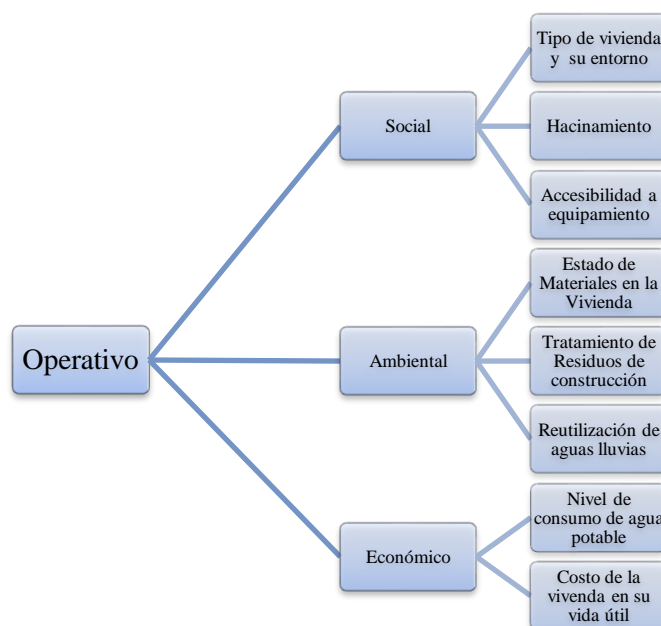 Operativo
Social
Tipo de vivienda
y su entorno
Hacinamiento
Accesibilidad a
equipamiento
Ambiental
Estado de
Materiales en la
Vivienda
Tratamiento de
Residuos de
construcción
Reutilización de
aguas lluvias
Económico
Nivel de
consumo de agua
potable
Costo de la
vivenda en su
vida útil